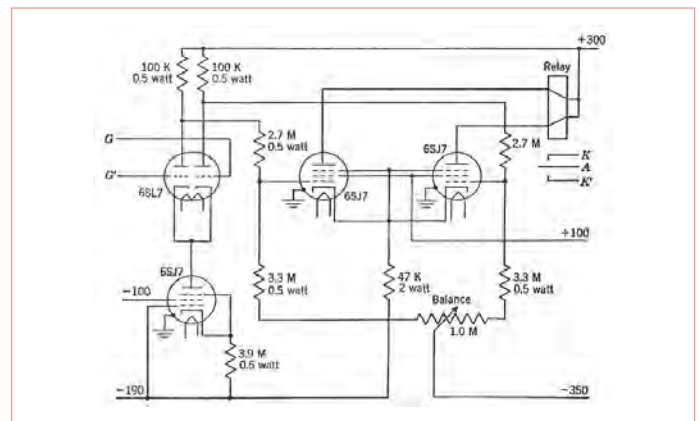 +300
100 K
0.5 watt
100 K
0.5 watt
Relay
G
2.7 M
0.5 watt
6SJ7
2.7 M
G'
K
A
K'
6SL7
6SJ7
+100
6SJ7
-100
3.3 M
0.5 watt
47 K
2 watt
3.3 M
0.5 watt
Balance
1.0 M
3.9 M
0.5 watt
-190
-350